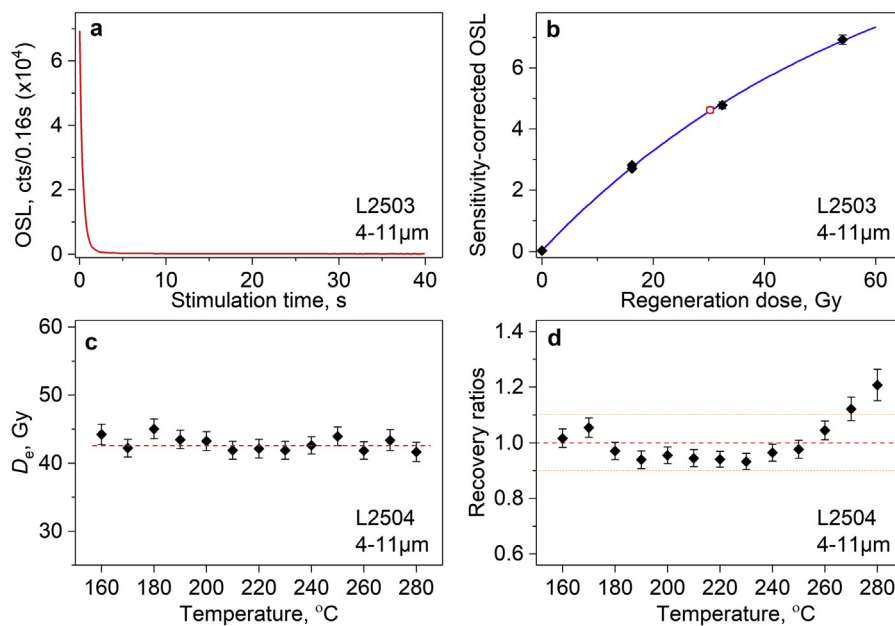 a
OSL, cts/0.16s (x10⁴)
6
4
2
0
0
10
20
30
40
Stimulation time, s
L2503
4-11µm
b
Sensitivity-corrected OSL
6
4
2
0
0
20
40
60
Regeneration dose, Gy
L2503
4-11µm
c
Dₑ, Gy
60
50
40
30
160
180
200
220
240
260
280
Temperature, °C
L2504
4-11µm
d
Recovery ratios
1.4
1.2
1.0
0.8
0.6
160
180
200
220
240
260
280
Temperature, °C
L2504
4-11µm